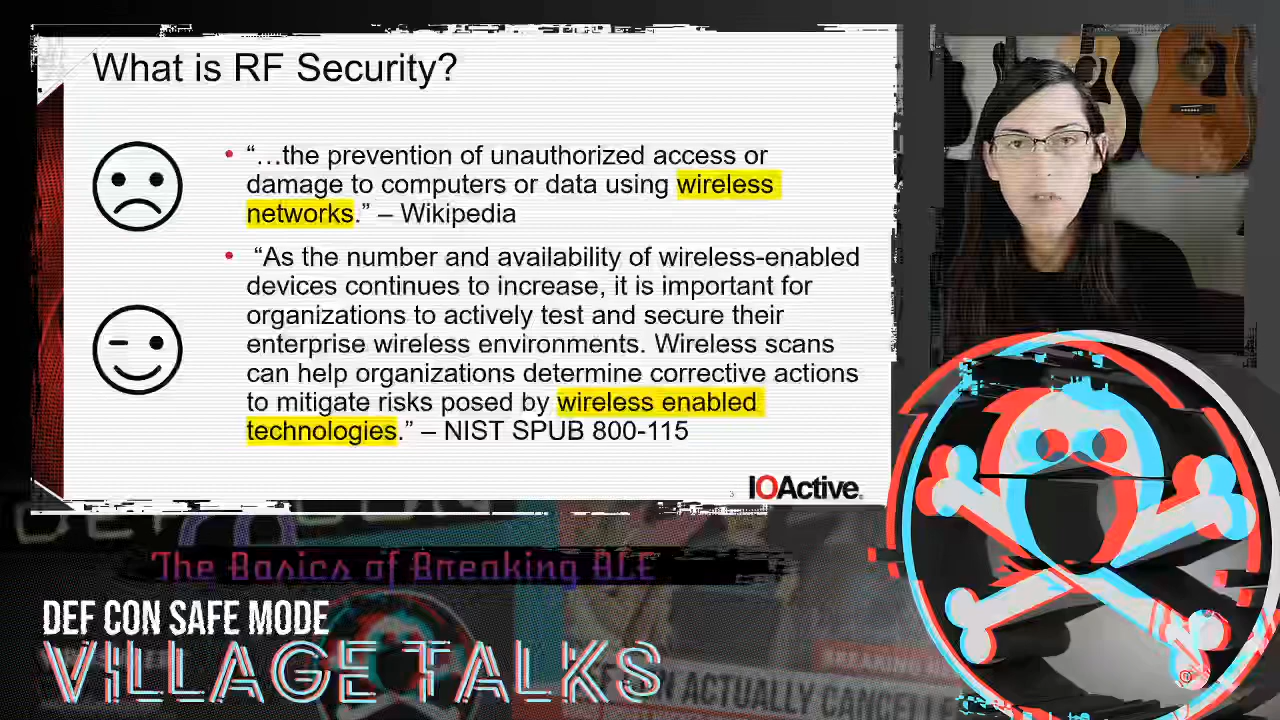 What is RF Security?
• “…the prevention of unauthorized access or
damage to computers or data using wireless
networks.” – Wikipedia
• “As the number and availability of wireless-enabled
devices continues to increase, it is important for
organizations to actively test and secure their
enterprise wireless environments. Wireless scans
can help organizations determine corrective actions
to mitigate risks posed by wireless enabled
technologies.” – NIST SPUB 800-115
3
IOActive®
The Basics of Breaking BLE
DEF CON SAFE MODE
VILLAGE TALKS
BREAKING
ACTUALLY
®